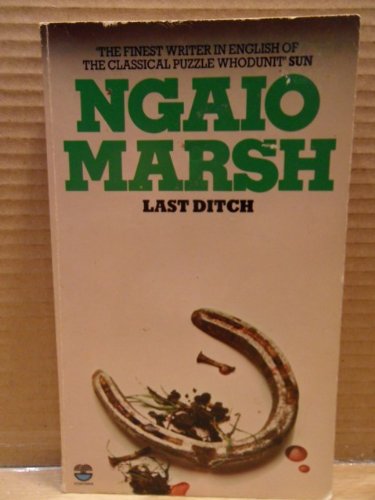 'THE FINEST WRITER IN ENGLISH OF
THE CLASSICAL PUZZLE WHODUNIT' SUN
NGAIO
MARSH
LAST DITCH